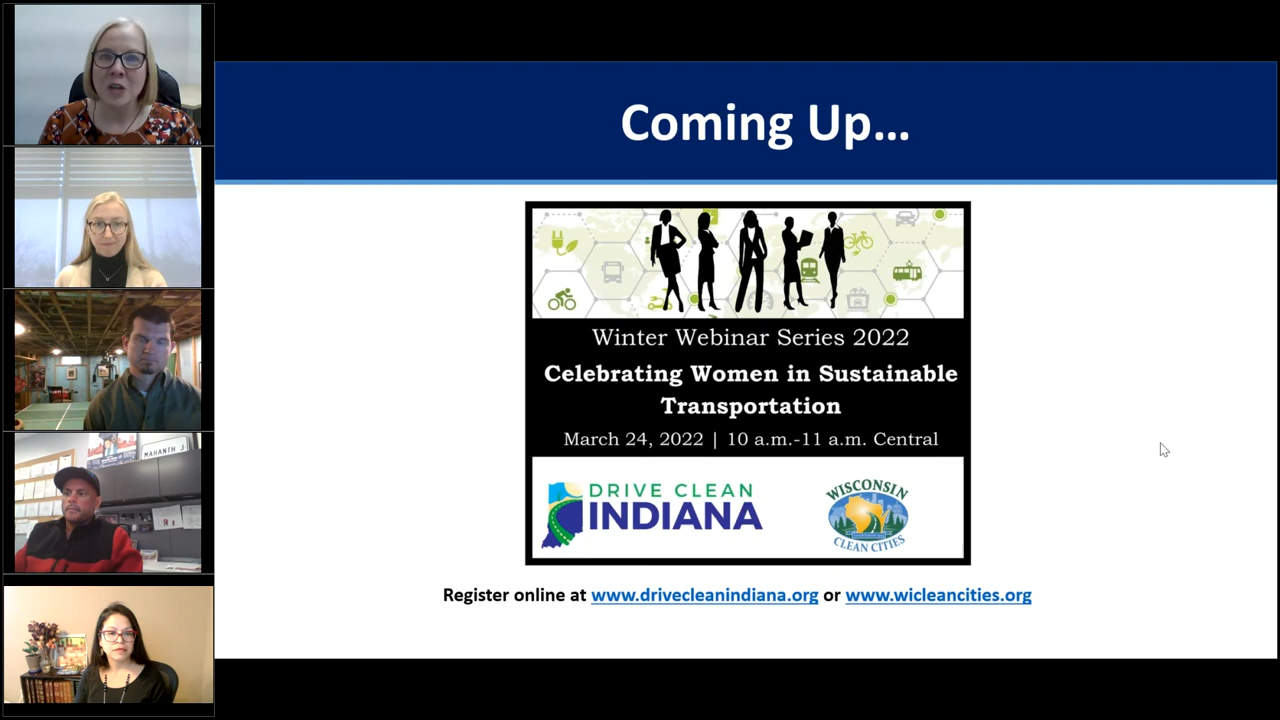 Coming Up...
Winter Webinar Series 2022
Celebrating Women in Sustainable
Transportation
March 24, 2022 | 10 a.m.-11 a.m. Central
DRIVE CLEAN
INDIANA
WISCONSIN
CLEAN CITIES
Register online at www.drivecleanindiana.org or www.wicleancities.org
MAHANTH J